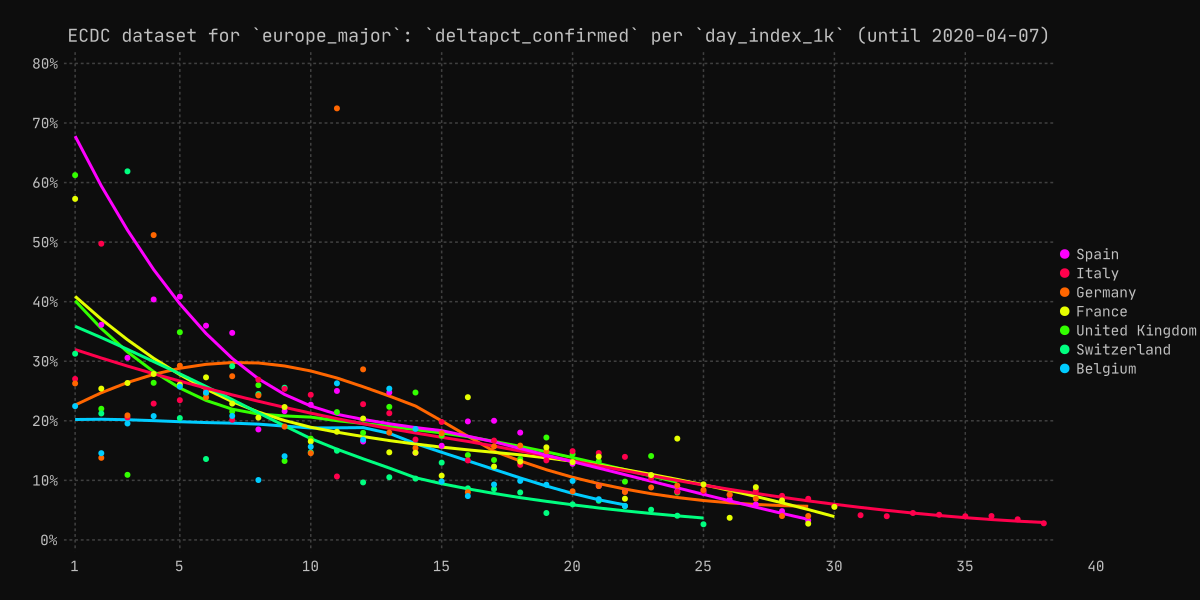 ECDC dataset for `europe_major`: `deltapct_confirmed` per `day_index_1k` (until 2020-04-07)
80%
70%
60%
50%
40%
30%
20%
10%
0%
1 5 10 15 20 25 30 35 40
Spain
Italy
Germany
France
United Kingdom
Switzerland
Belgium